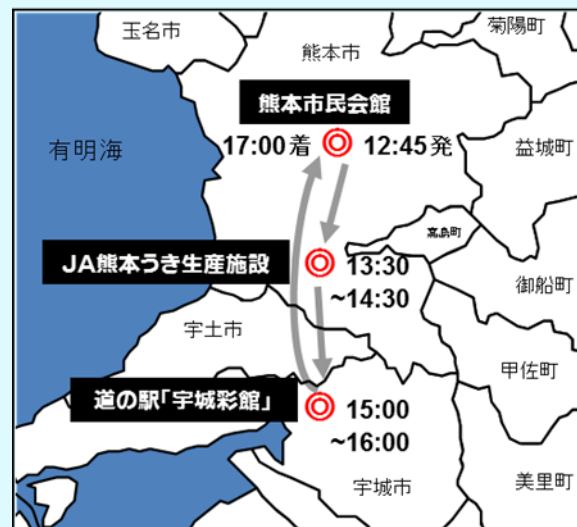 玉名市
菊陽町
熊本市
熊本市民会館
17:00着
12:45発
有明海
益城町
嘉島町
JA熊本うき生産施設
13:30
~14:30
御船町
宇土市
甲佐町
道の駅「宇城彩館」
15:00
~16:00
宇城市
美里町